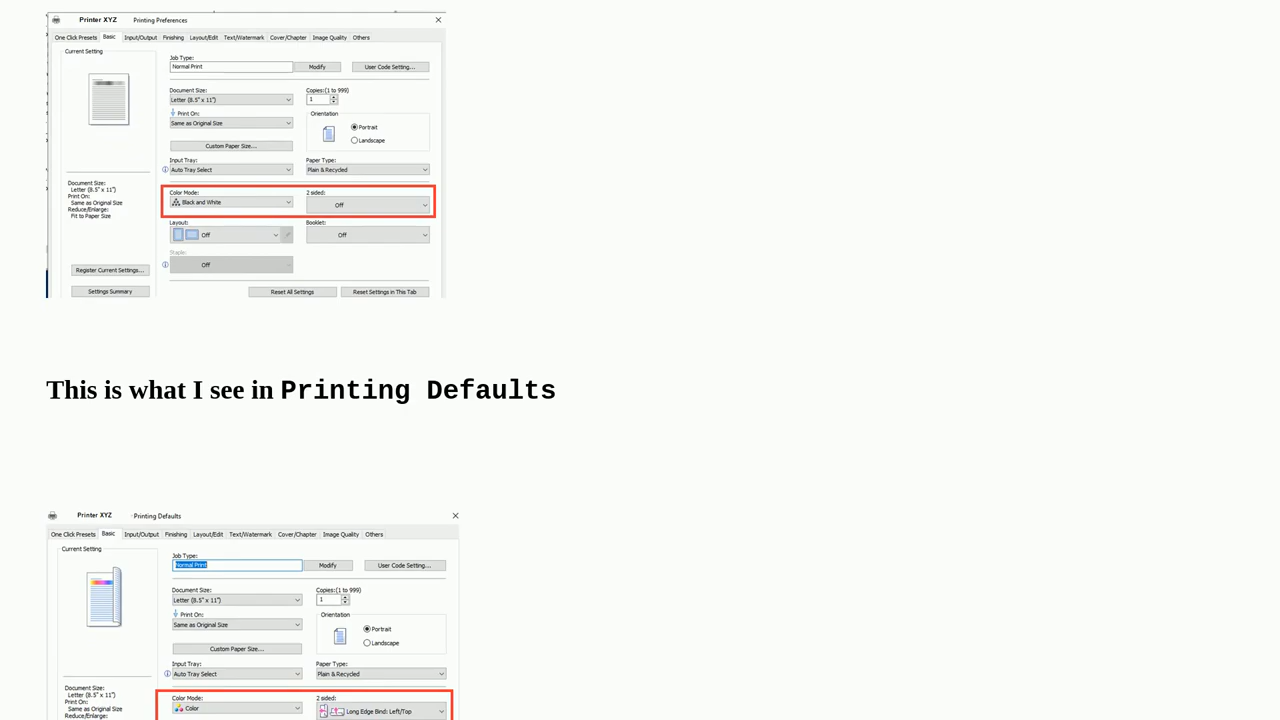 Printer XYZ Printing Preferences
One Click Presets Basic Input/Output Finishing Layout/Edit Text/Watermark Cover/Chapter Image Quality Others
Current Setting
Job Type:
Normal Print Modify User Code Setting...
Document Size: Copies:(1 to 999)
Letter (8.5" x 11") 1
Print On: Orientation
Same as Original Size Portrait
Landscape
Custom Paper Size...
Input Tray: Paper Type:
Auto Tray Select Plain & Recycled
Document Size:
Letter (8.5" x 11")
Print On:
Same as Original Size
Reduce/Enlarge:
Fit to Paper Size
Color Mode: 2 sided:
Black and White Off
Layout: Booklet:
Off Off
Staple:
Off
Register Current Settings...
Settings Summary Reset All Settings Reset Settings in This Tab
This is what I see in Printing Defaults
Printer XYZ Printing Defaults
One Click Presets Basic Input/Output Finishing Layout/Edit Text/Watermark Cover/Chapter Image Quality Others
Current Setting
Job Type:
Normal Print Modify User Code Setting...
Document Size: Copies:(1 to 999)
Letter (8.5" x 11") 1
Print On: Orientation
Same as Original Size Portrait
Landscape
Custom Paper Size...
Input Tray: Paper Type:
Auto Tray Select Plain & Recycled
Document Size:
Letter (8.5" x 11")
Print On:
Same as Original Size
Reduce/Enlarge:
Color Mode: 2 sided:
Color Long Edge Bind: Left/Top